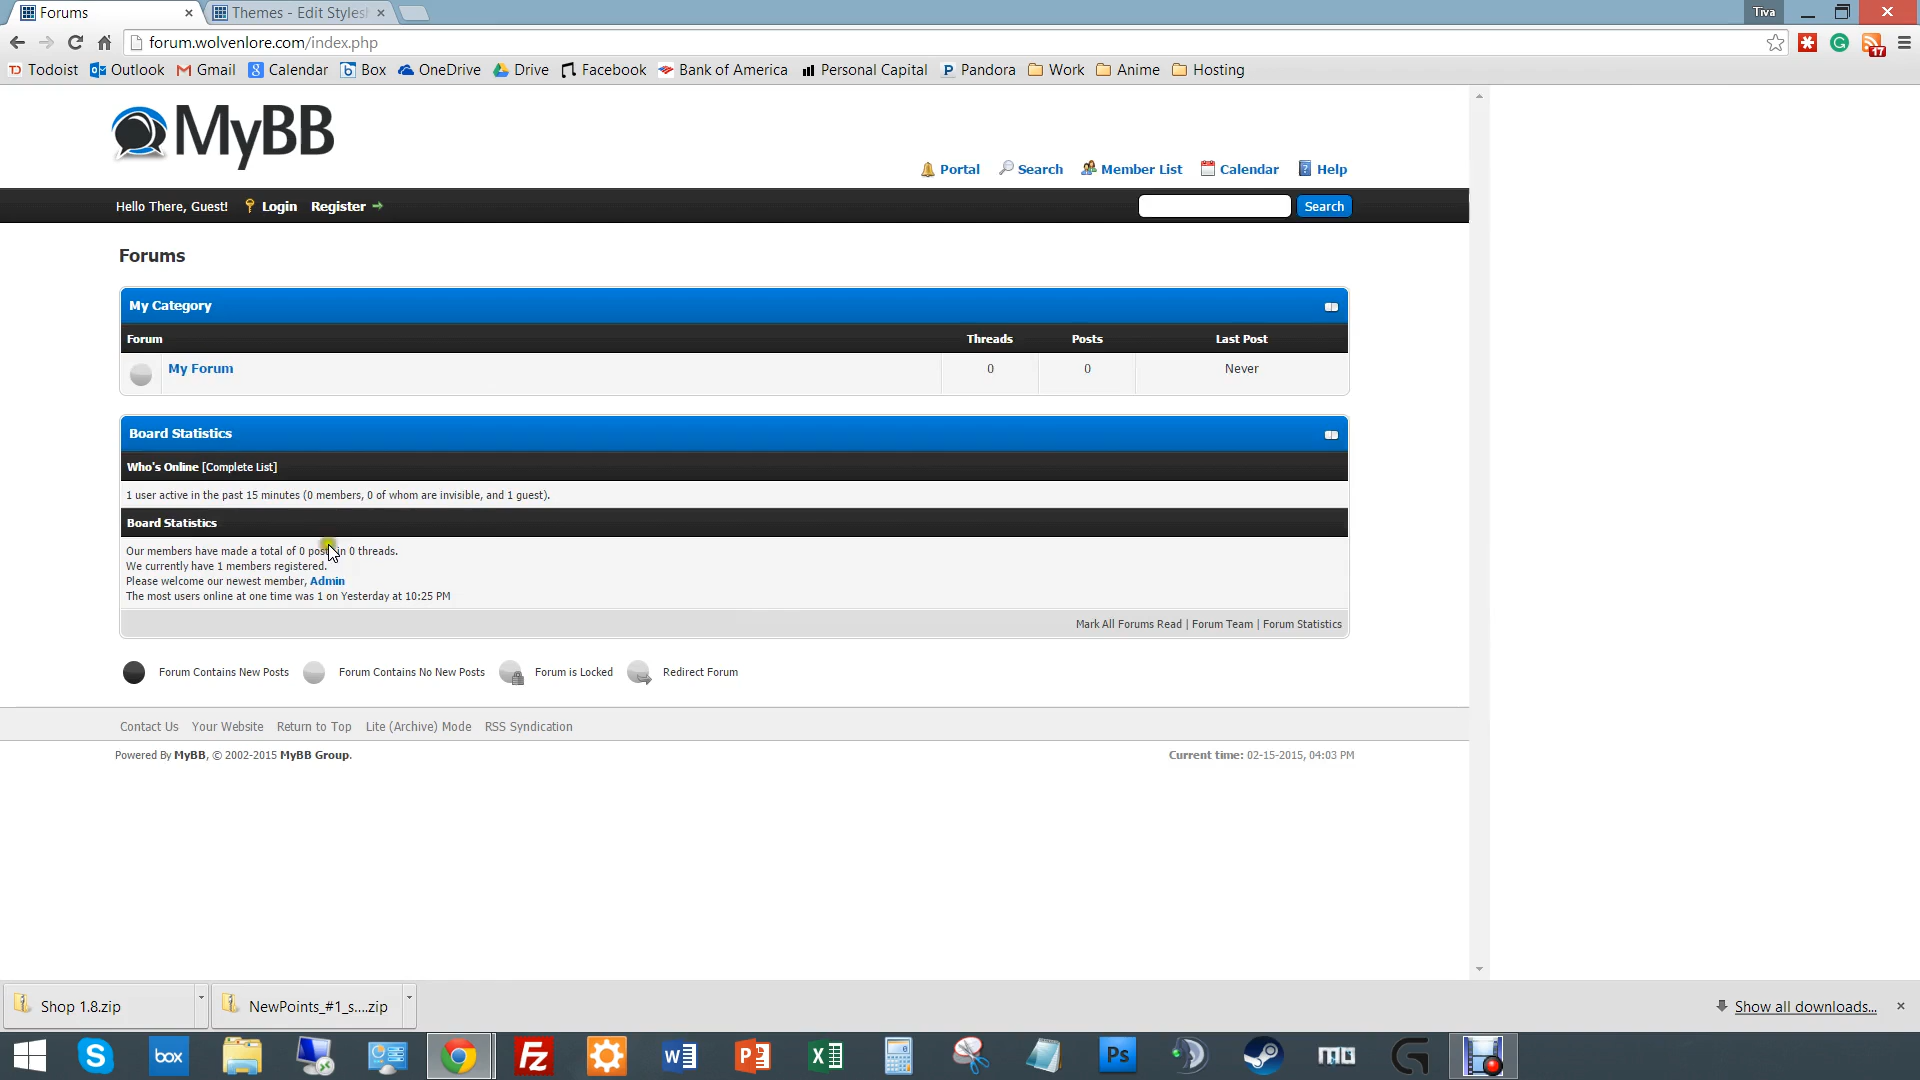 Forums
Themes - Edit Stylesh
Tiva
forum.wolvenlore.com/index.php
17
Todoist Outlook Gmail Calendar Box OneDrive Drive Facebook Bank of America Personal Capital Pandora Work Anime Hosting
MyBB
Portal Search Member List Calendar Help
Hello There, Guest! Login Register Search
Forums
My Category
Forum Threads Posts Last Post
My Forum 0 0 Never
Board Statistics
Who's Online [Complete List]
1 user active in the past 15 minutes (0 members, 0 of whom are invisible, and 1 guest).
Board Statistics
Our members have made a total of 0 posts in 0 threads.
We currently have 1 members registered.
Please welcome our newest member, Admin
The most users online at one time was 1 on Yesterday at 10:25 PM
Mark All Forums Read | Forum Team | Forum Statistics
Forum Contains New Posts Forum Contains No New Posts Forum is Locked Redirect Forum
Contact Us Your Website Return to Top Lite (Archive) Mode RSS Syndication
Powered By MyBB, © 2002-2015 MyBB Group. Current time: 02-15-2015, 04:03 PM
Shop 1.8.zip NewPoints_#1_s....zip Show all downloads...
box Fz Ps